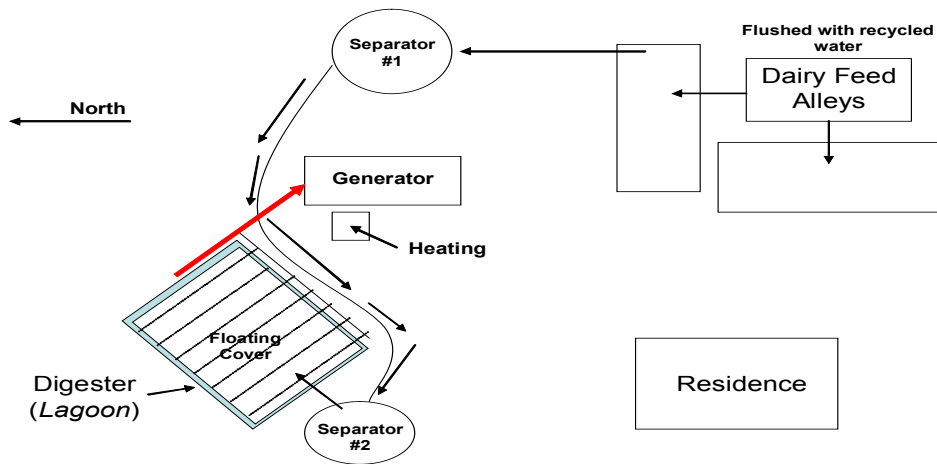 Separator
#1
Flushed with recycled
water
Dairy Feed
Alleys
North
Generator
Heating
Floating
Cover
Digester
(Lagoon)
Separator
#2
Residence